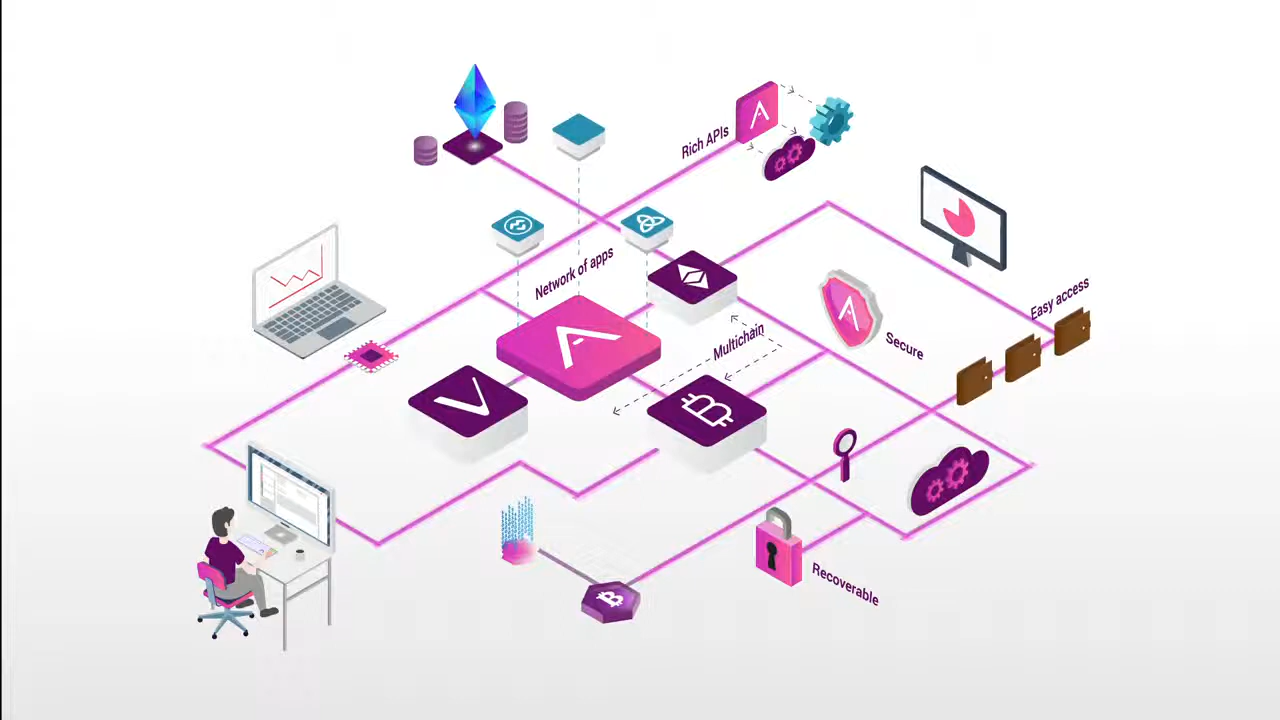 Rich APIs
Network of apps
Easy access
Multichain
Secure
Recoverable